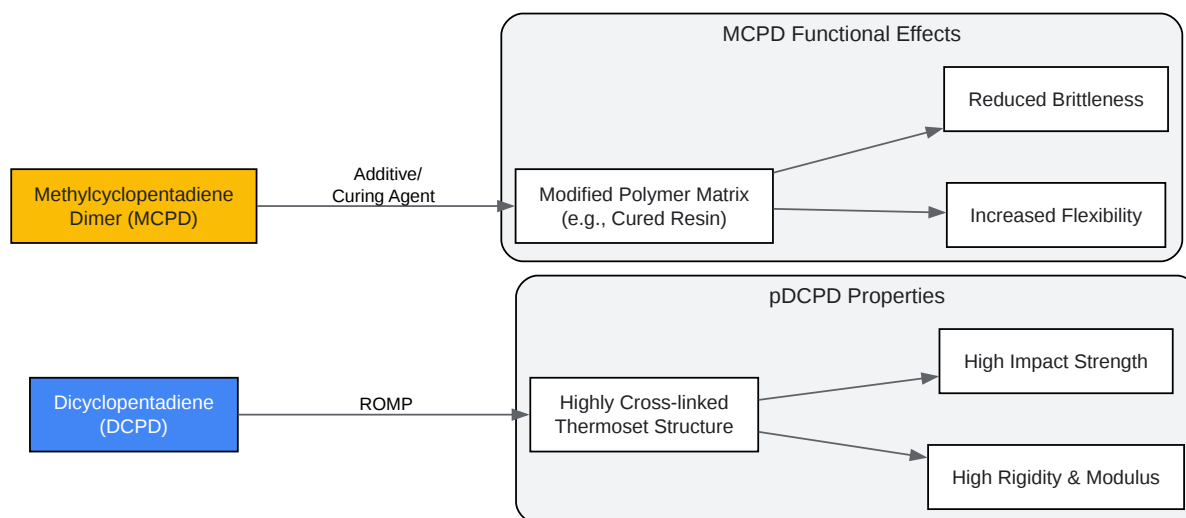 MCPD Functional Effects
Reduced Brittleness
Methylcyclopentadiene
Dimer (MCPD)
Additive/
Curing Agent
Modified Polymer Matrix
(e.g., Cured Resin)
Increased Flexibility
pDCPD Properties
High Impact Strength
Dicyclopentadiene
(DCPD)
ROMP
Highly Cross-linked
Thermoset Structure
High Rigidity & Modulus